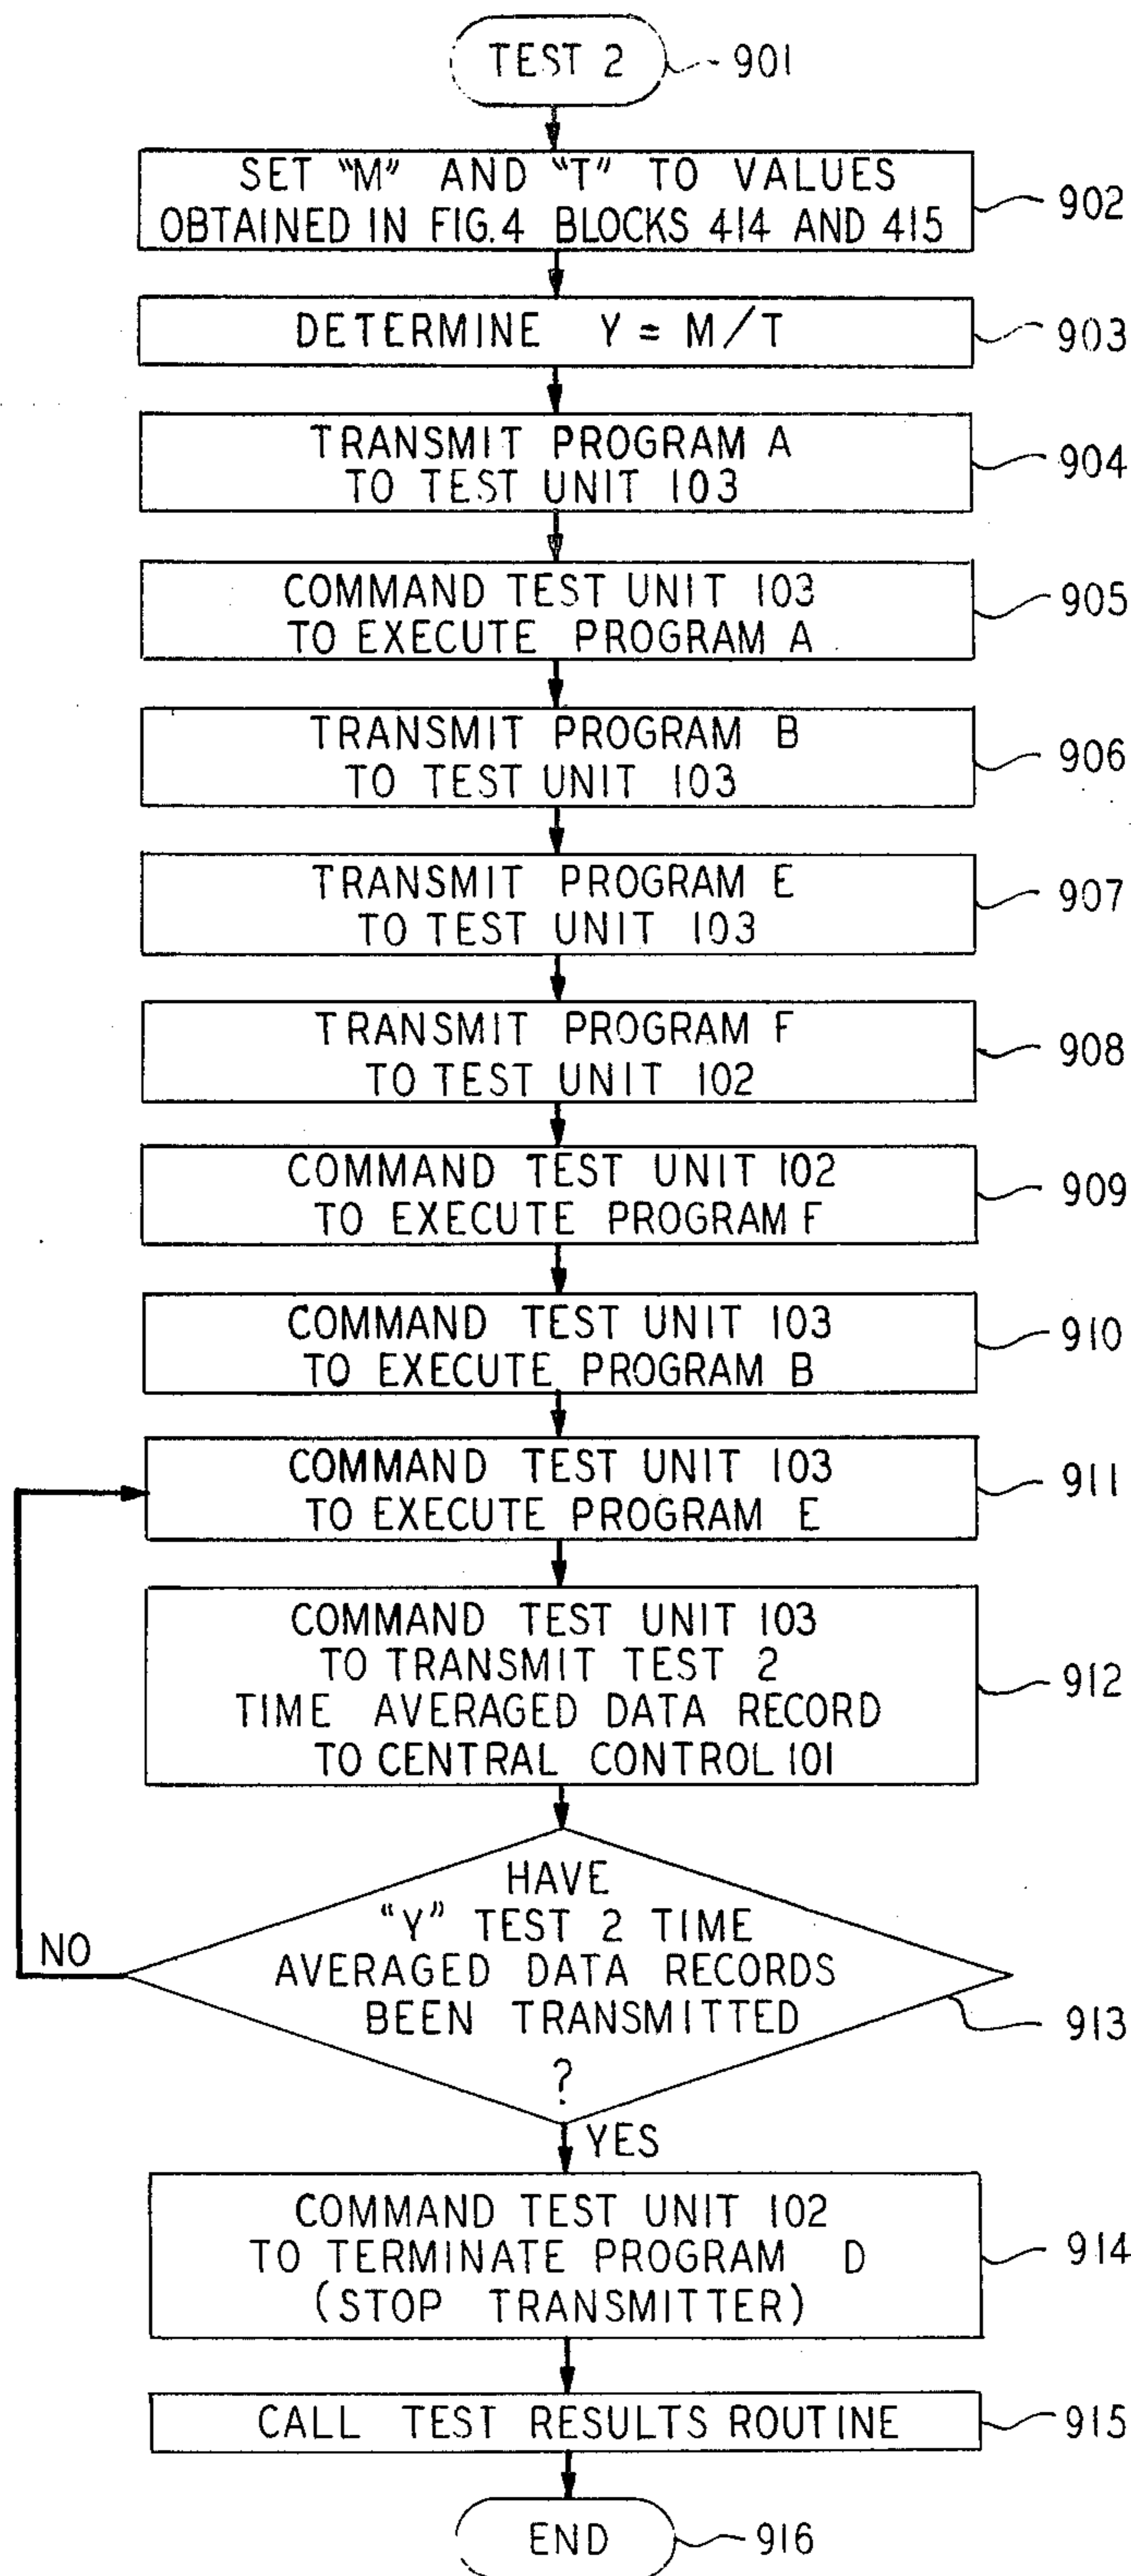 TEST 2 901
SET "M" AND "T" TO VALUES
OBTAINED IN FIG.4 BLOCKS 414 AND 415
902
DETERMINE Y = M/T
903
TRANSMIT PROGRAM A
TO TEST UNIT 103
904
COMMAND TEST UNIT 103
TO EXECUTE PROGRAM A
905
TRANSMIT PROGRAM B
TO TEST UNIT 103
906
TRANSMIT PROGRAM E
TO TEST UNIT 103
907
TRANSMIT PROGRAM F
TO TEST UNIT 102
908
COMMAND TEST UNIT 102
TO EXECUTE PROGRAM F
909
COMMAND TEST UNIT 103
TO EXECUTE PROGRAM B
910
COMMAND TEST UNIT 103
TO EXECUTE PROGRAM E
911
COMMAND TEST UNIT 103
TO TRANSMIT TEST 2
TIME AVERAGED DATA RECORD
TO CENTRAL CONTROL 101
912
HAVE
"Y" TEST 2 TIME
AVERAGED DATA RECORDS
BEEN TRANSMITTED
?
913
NO
YES
COMMAND TEST UNIT 102
TO TERMINATE PROGRAM D
(STOP TRANSMITTER)
914
CALL TEST RESULTS ROUTINE
915
END 916